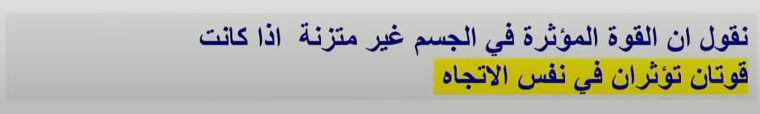 نقول ان القوة المؤثرة في الجسم غير متزنة اذا كانت
قوتان تؤثران في نفس الاتجاه